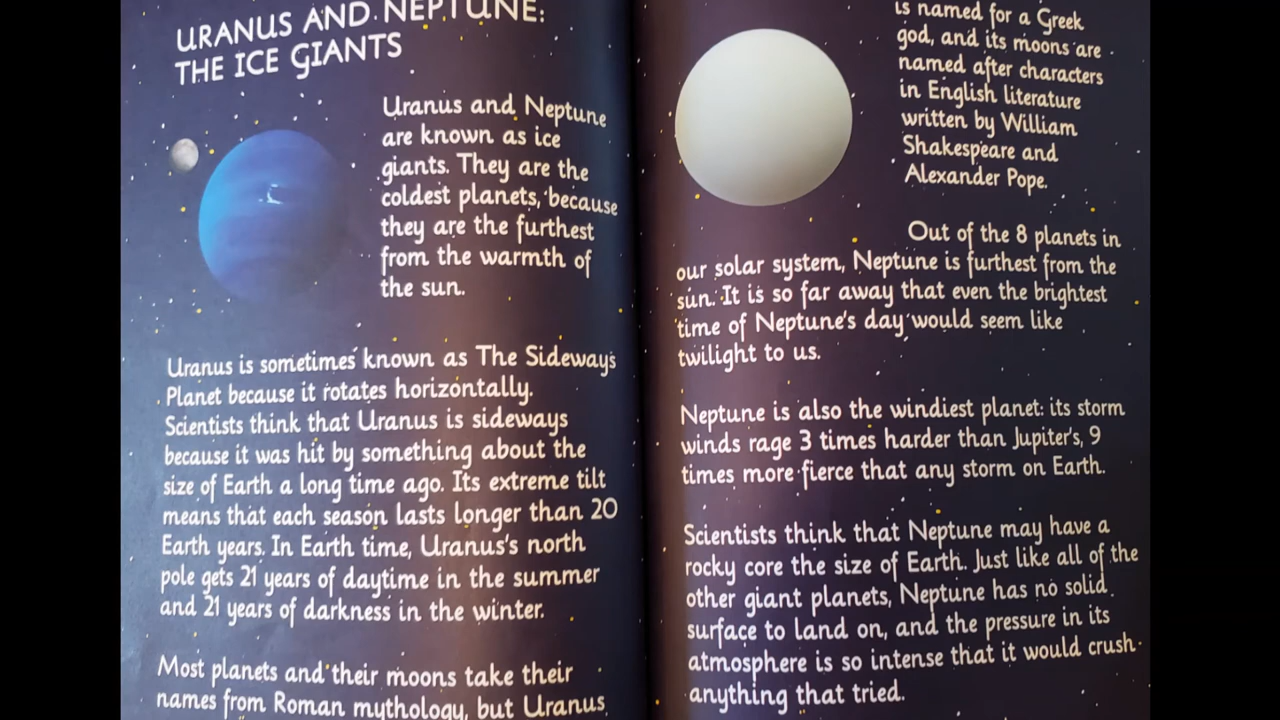 URANUS AND NEPTUNE:
THE ICE GIANTS
Uranus and Neptune
are known as ice
giants. They are the
coldest planets, because
they are the furthest
from the warmth of
the sun.
Uranus is sometimes known as The Sideways
Planet because it rotates horizontally.
Scientists think that Uranus is sideways
because it was hit by something about the
size of Earth a long time ago. Its extreme tilt
means that each season lasts longer than 20
Earth years. In Earth time, Uranus's north
pole gets 21 years of daytime in the summer
and 21 years of darkness in the winter.
Most planets and their moons take their
names from Roman mythology, but Uranus
is named for a Greek
god, and its moons are
named after characters
in English literature
written by William
Shakespeare and
Alexander Pope.
Out of the 8 planets in
our solar system, Neptune is furthest from the
sun. It is so far away that even the brightest
time of Neptune's day would seem like
twilight to us.
Neptune is also the windiest planet: its storm
winds rage 3 times harder than Jupiter's, 9
times more fierce that any storm on Earth.
Scientists think that Neptune may have a
rocky core the size of Earth. Just like all of the
other giant planets, Neptune has no solid
surface to land on, and the pressure in its
atmosphere is so intense that it would crush
anything that tried.